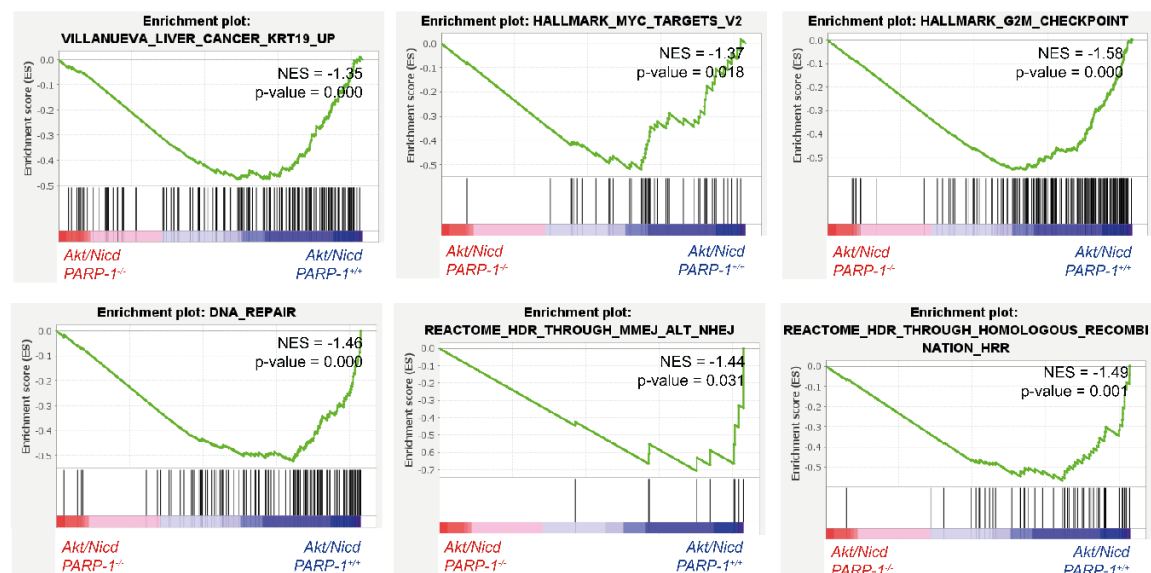 Enrichment plot:
VILLANUEVA_LIVER_CANCER_KRT19_UP
Enrichment score (ES)
0.0
-0.1
-0.2
-0.3
-0.4
-0.5
NES = -1.35
p-value = 0.000
Akt/Nicd
PARP-1-/-
Akt/Nicd
PARP-1+/+
Enrichment plot: HALLMARK_MYC_TARGETS_V2
Enrichment score (ES)
0.0
-0.1
-0.2
-0.3
-0.4
-0.5
NES = -1.37
p-value = 0.018
Akt/Nicd
PARP-1-/-
Akt/Nicd
PARP-1+/+
Enrichment plot: HALLMARK_G2M_CHECKPOINT
Enrichment score (ES)
0.0
-0.1
-0.2
-0.3
-0.4
-0.5
NES = -1.58
p-value = 0.000
Akt/Nicd
PARP-1-/-
Akt/Nicd
PARP-1+/+
Enrichment plot: DNA_REPAIR
Enrichment score (ES)
0.0
-0.1
-0.2
-0.3
-0.4
-0.5
NES = -1.46
p-value = 0.000
Akt/Nicd
PARP-1-/-
Akt/Nicd
PARP-1+/+
Enrichment plot:
REACTOME_HDR_THROUGH_MMEJ_ALT_NHEJ
Enrichment score (ES)
0.0
-0.1
-0.2
-0.3
-0.4
-0.5
-0.6
-0.7
NES = -1.44
p-value = 0.031
Akt/Nicd
PARP-1-/-
Akt/Nicd
PARP-1+/+
Enrichment plot:
REACTOME_HDR_THROUGH_HOMOLOGOUS_RECOMBI
NATION_HRR
Enrichment score (ES)
0.0
-0.1
-0.2
-0.3
-0.4
-0.5
NES = -1.49
p-value = 0.001
Akt/Nicd
PARP-1-/-
Akt/Nicd
PARP-1+/+